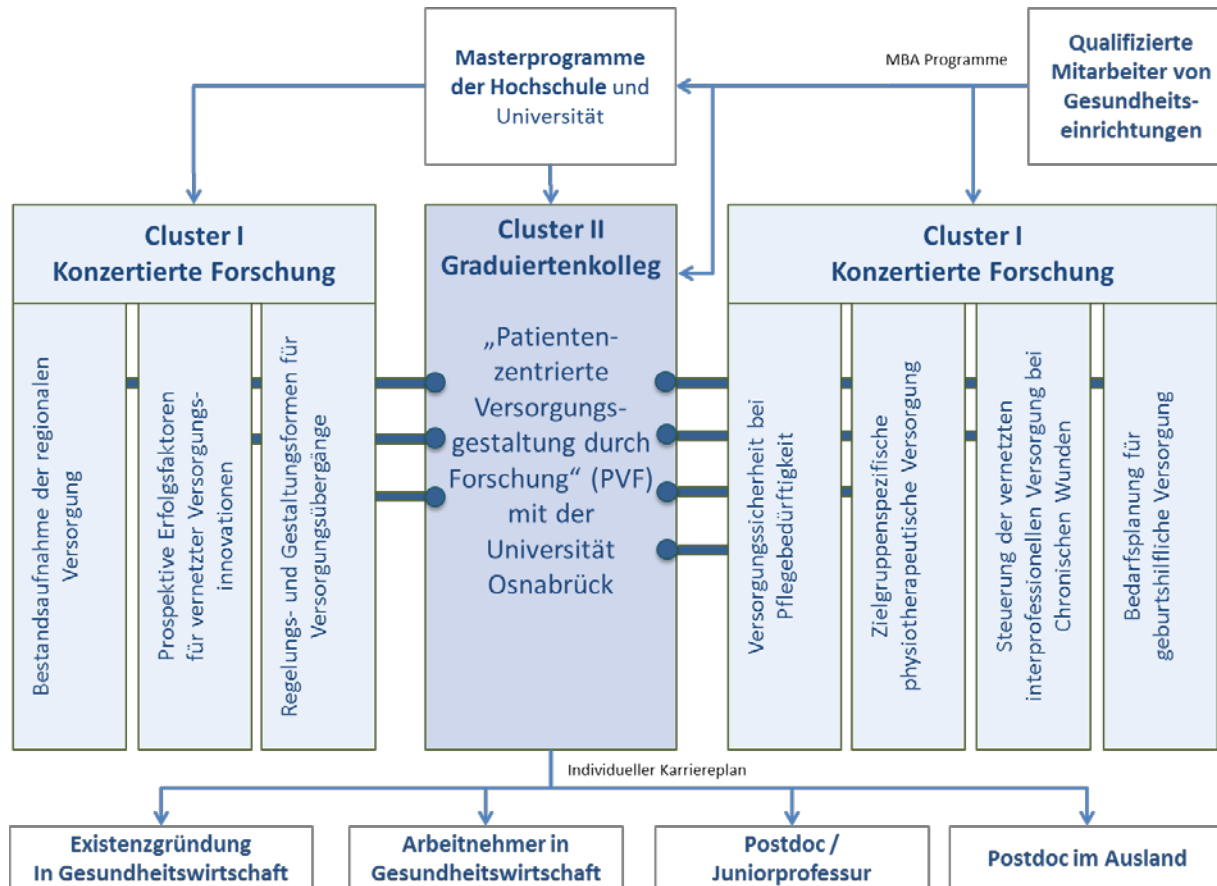 Masterprogramme
der Hochschule und
Universität
MBA Programme
Qualifizierte
Mitarbeiter von
Gesundheits-
einrichtungen
Cluster I
Konzertierte Forschung
Bestandsaufnahme der regionalen
Versorgung
Prospektive Erfolgsfaktoren
für vernetzter Versorgungs-
innovationen
Regelungs- und Gestaltungsformen für
Versorgungsübergänge
Cluster II
Graduiertenkolleg
„Patienten-
zentrierte
Versorgungs-
gestaltung durch
Forschung“ (PVF)
mit der
Universität
Osnabrück
Cluster I
Konzertierte Forschung
Versorgungssicherheit bei
Pflegebedürftigkeit
Zielgruppenspezifische
physiotherapeutische Versorgung
Steuerung der vernetzten
interprofessionellen Versorgung bei
Chronischen Wunden
Bedarfsplanung für
geburtshilfliche Versorgung
Individueller Karriereplan
Existenzgründung
In Gesundheitswirtschaft
Arbeitnehmer in
Gesundheitswirtschaft
Postdoc /
Juniorprofessur
Postdoc im Ausland